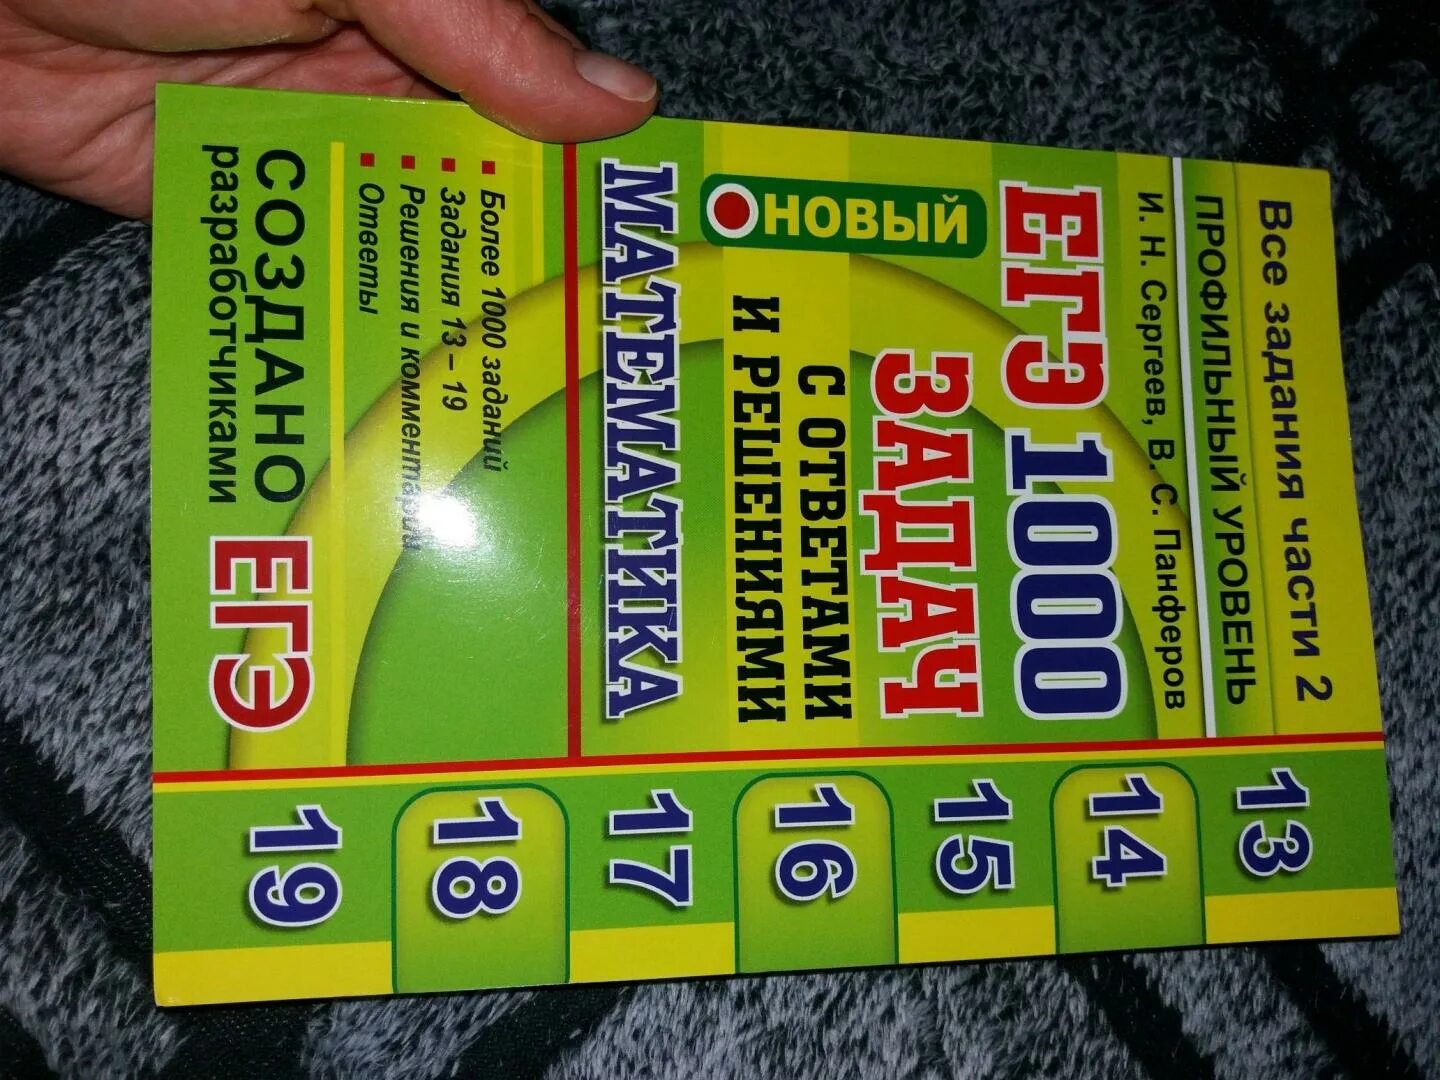 Все задания части 2
ПРОФИЛЬНЫЙ УРОВЕНЬ
И. Н. Сергеев, В. С. Панферов
ЕГЭ 1000
ЗАДАЧ
С ОТВЕТАМИ
И РЕШЕНИЯМИ
НОВЫЙ
МАТЕМАТИКА
Более 1000 заданий
Задания 13 – 19
Решения и комментарии
Ответы
СОЗДАНО
разработчиками
ЕГЭ
13
14
15
16
17
18
19